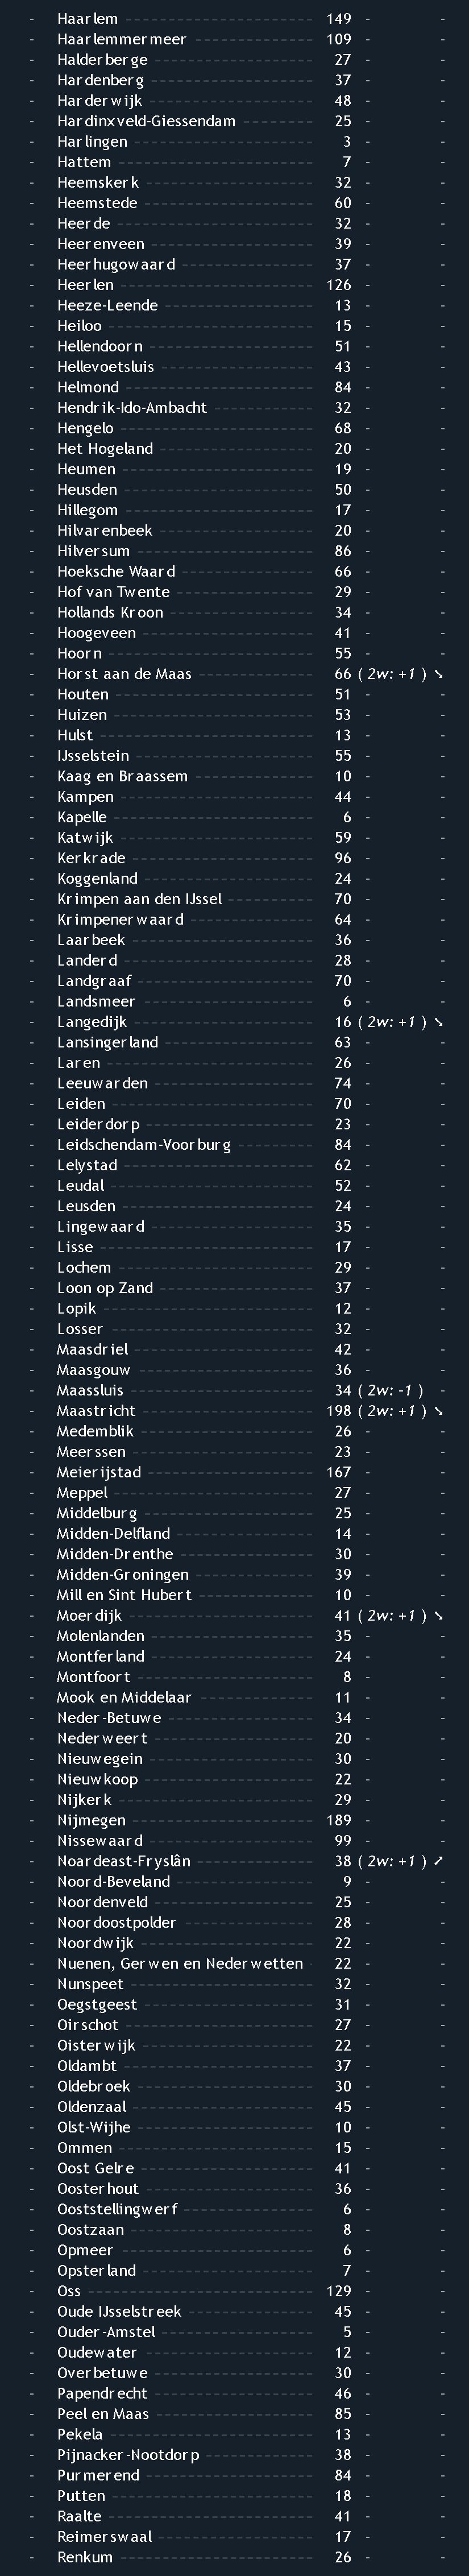 - Haarlem 149 - -
- Haarlemmermeer 109 - -
- Halderberge 27 - -
- Hardenberg 37 - -
- Harderwijk 48 - -
- Hardinxveld-Giessendam 25 - -
- Harlingen 3 - -
- Hattem 7 - -
- Heemskerk 32 - -
- Heemstede 60 - -
- Heerde 32 - -
- Heerenveen 39 - -
- Heerhugowaard 37 - -
- Heerlen 126 - -
- Heeze-Leende 13 - -
- Heiloo 15 - -
- Hellendoorn 51 - -
- Hellevoetsluis 43 - -
- Helmond 84 - -
- Hendrik-Ido-Ambacht 32 - -
- Hengelo 68 - -
- Het Hogeland 20 - -
- Heumen 19 - -
- Heusden 50 - -
- Hillegom 17 - -
- Hilvarenbeek 20 - -
- Hilversum 86 - -
- Hoeksche Waard 66 - -
- Hof van Twente 29 - -
- Hollands Kroon 34 - -
- Hoogeveen 41 - -
- Hoorn 55 - -
- Horst aan de Maas 66 ( 2w: +1 ) ➘
- Houten 51 - -
- Huizen 53 - -
- Hulst 13 - -
- IJsselstein 55 - -
- Kaag en Braassem 10 - -
- Kampen 44 - -
- Kapelle 6 - -
- Katwijk 59 - -
- Kerkrade 96 - -
- Koggenland 24 - -
- Krimpen aan den IJssel 70 - -
- Krimpenerwaard 64 - -
- Laarbeek 36 - -
- Landerd 28 - -
- Landgraaf 70 - -
- Landsmeer 6 - -
- Langedijk 16 ( 2w: +1 ) ➘
- Lansingerland 63 - -
- Laren 26 - -
- Leeuwarden 74 - -
- Leiden 70 - -
- Leiderdorp 23 - -
- Leidschendam-Voorburg 84 - -
- Lelystad 62 - -
- Leudal 52 - -
- Leusden 24 - -
- Lingewaard 35 - -
- Lisse 17 - -
- Lochem 29 - -
- Loon op Zand 37 - -
- Lopik 12 - -
- Losser 32 - -
- Maasdriel 42 - -
- Maasgouw 36 - -
- Maassluis 34 ( 2w: -1 ) -
- Maastricht 198 ( 2w: +1 ) ➘
- Medemblik 26 - -
- Meerssen 23 - -
- Meierijstad 167 - -
- Meppel 27 - -
- Middelburg 25 - -
- Midden-Delfland 14 - -
- Midden-Drenthe 30 - -
- Midden-Groningen 39 - -
- Mill en Sint Hubert 10 - -
- Moerdijk 41 ( 2w: +1 ) ➘
- Molenlanden 35 - -
- Montferland 24 - -
- Montfoort 8 - -
- Mook en Middelaar 11 - -
- Neder-Betuwe 34 - -
- Nederweert 20 - -
- Nieuwegein 30 - -
- Nieuwkoop 22 - -
- Nijkerk 29 - -
- Nijmegen 189 - -
- Nissewaard 99 - -
- Noardeast-Fryslân 38 ( 2w: +1 ) ➚
- Noord-Beveland 9 - -
- Noordenveld 25 - -
- Noordoostpolder 28 - -
- Noordwijk 22 - -
- Nuenen, Gerwen en Nederwetten 22 - -
- Nunspeet 32 - -
- Oegstgeest 31 - -
- Oirschot 27 - -
- Oisterwijk 22 - -
- Oldambt 37 - -
- Oldebroek 30 - -
- Oldenzaal 45 - -
- Olst-Wijhe 10 - -
- Ommen 15 - -
- Oost Gelre 41 - -
- Oosterhout 36 - -
- Ooststellingwerf 6 - -
- Oostzaan 8 - -
- Opmeer 6 - -
- Opsterland 7 - -
- Oss 129 - -
- Oude IJsselstreek 45 - -
- Ouder-Amstel 5 - -
- Oudewater 12 - -
- Overbetuwe 30 - -
- Papendrecht 46 - -
- Peel en Maas 85 - -
- Pekela 13 - -
- Pijnacker-Nootdorp 38 - -
- Purmerend 84 - -
- Putten 18 - -
- Raalte 41 - -
- Reimerswaal 17 - -
- Renkum 26 - -